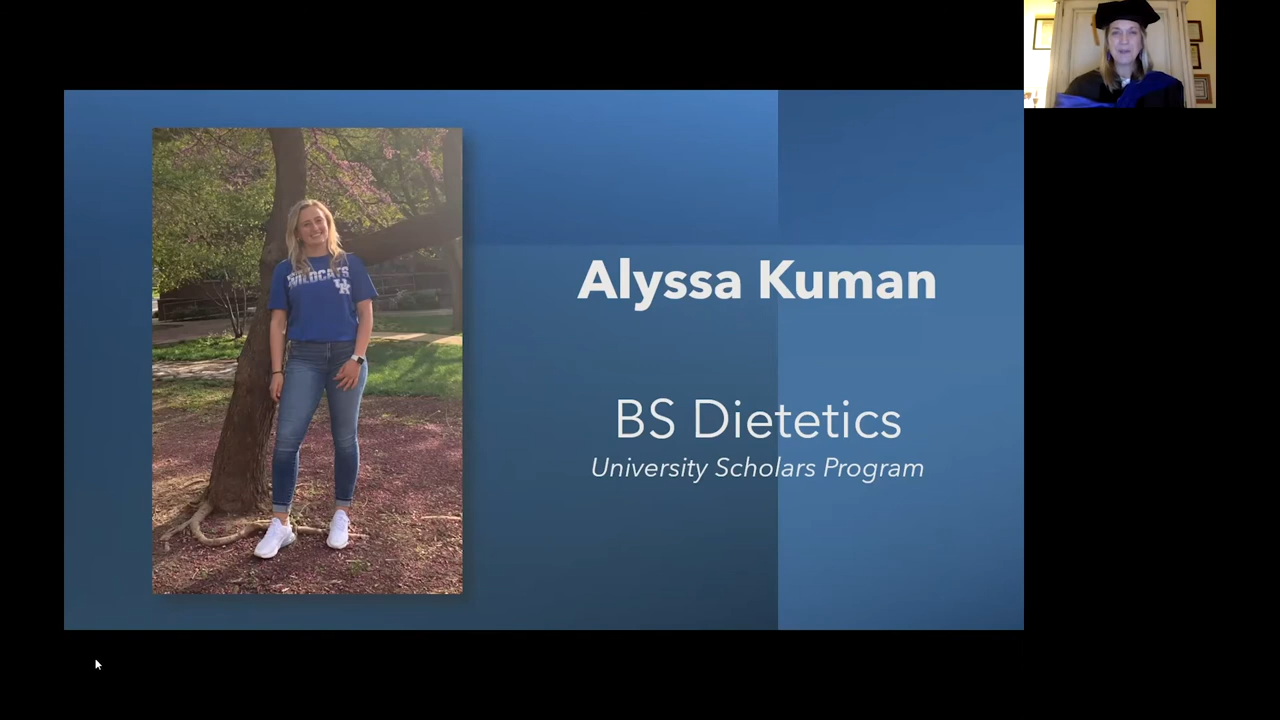 WILDCATS
UK
Alyssa Kuman
BS Dietetics
University Scholars Program